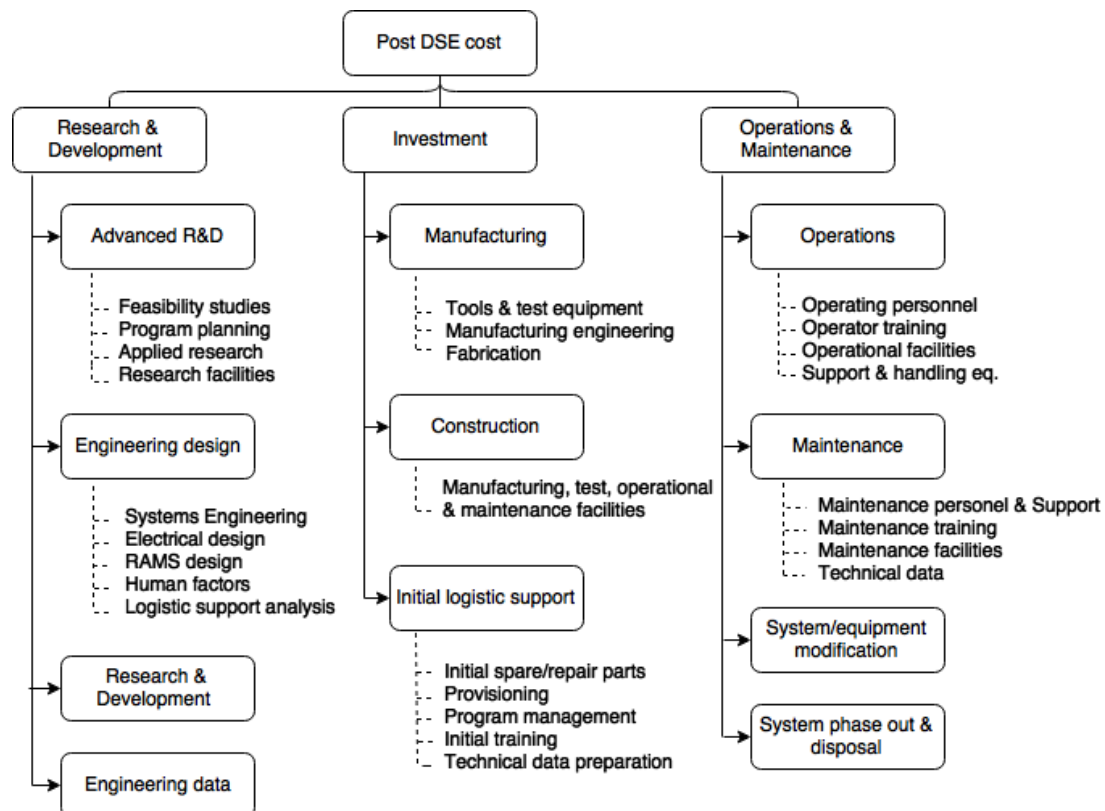 Post DSE cost
Research &
Development
Investment
Operations &
Maintenance
Advanced R&D
Feasibility studies
Program planning
Applied research
Research facilities
Engineering design
Systems Engineering
Electrical design
RAMS design
Human factors
Logistic support analysis
Research &
Development
Engineering data
Manufacturing
Tools & test equipment
Manufacturing engineering
Fabrication
Construction
Manufacturing, test, operational
& maintenance facilities
Initial logistic support
Initial spare/repair parts
Provisioning
Program management
Initial training
Technical data preparation
Operations
Operating personnel
Operator training
Operational facilities
Support & handling eq.
Maintenance
Maintenance personel & Support
Maintenance training
Maintenance facilities
Technical data
System/equipment
modification
System phase out &
disposal